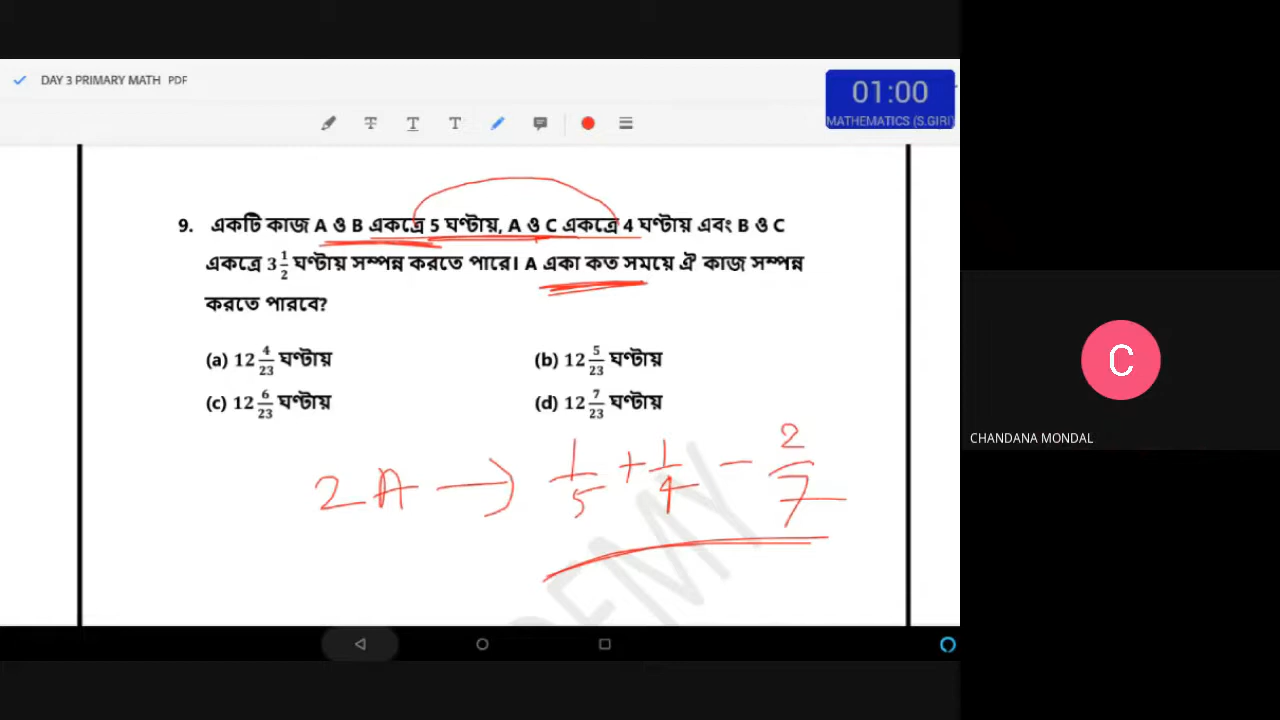 DAY 3 PRIMARY MATH PDF
01:00
MATHEMATICS (S.GIRI)
T T T
9. একটি কাজ A ও B একত্রে 5 ঘণ্টায়, A ও C একত্রে 4 ঘণ্টায় এবং B ও C
একত্রে 3 1/2 ঘণ্টায় সম্পন্ন করতে পারে। A একা কত সময়ে ঐ কাজ সম্পন্ন
করতে পারবে?
(a) 12 4/23 ঘণ্টায় (b) 12 5/23 ঘণ্টায়
(c) 12 6/23 ঘণ্টায় (d) 12 7/23 ঘণ্টায়
2A → 1/5 + 1/4 - 2/7
C
CHANDANA MONDAL